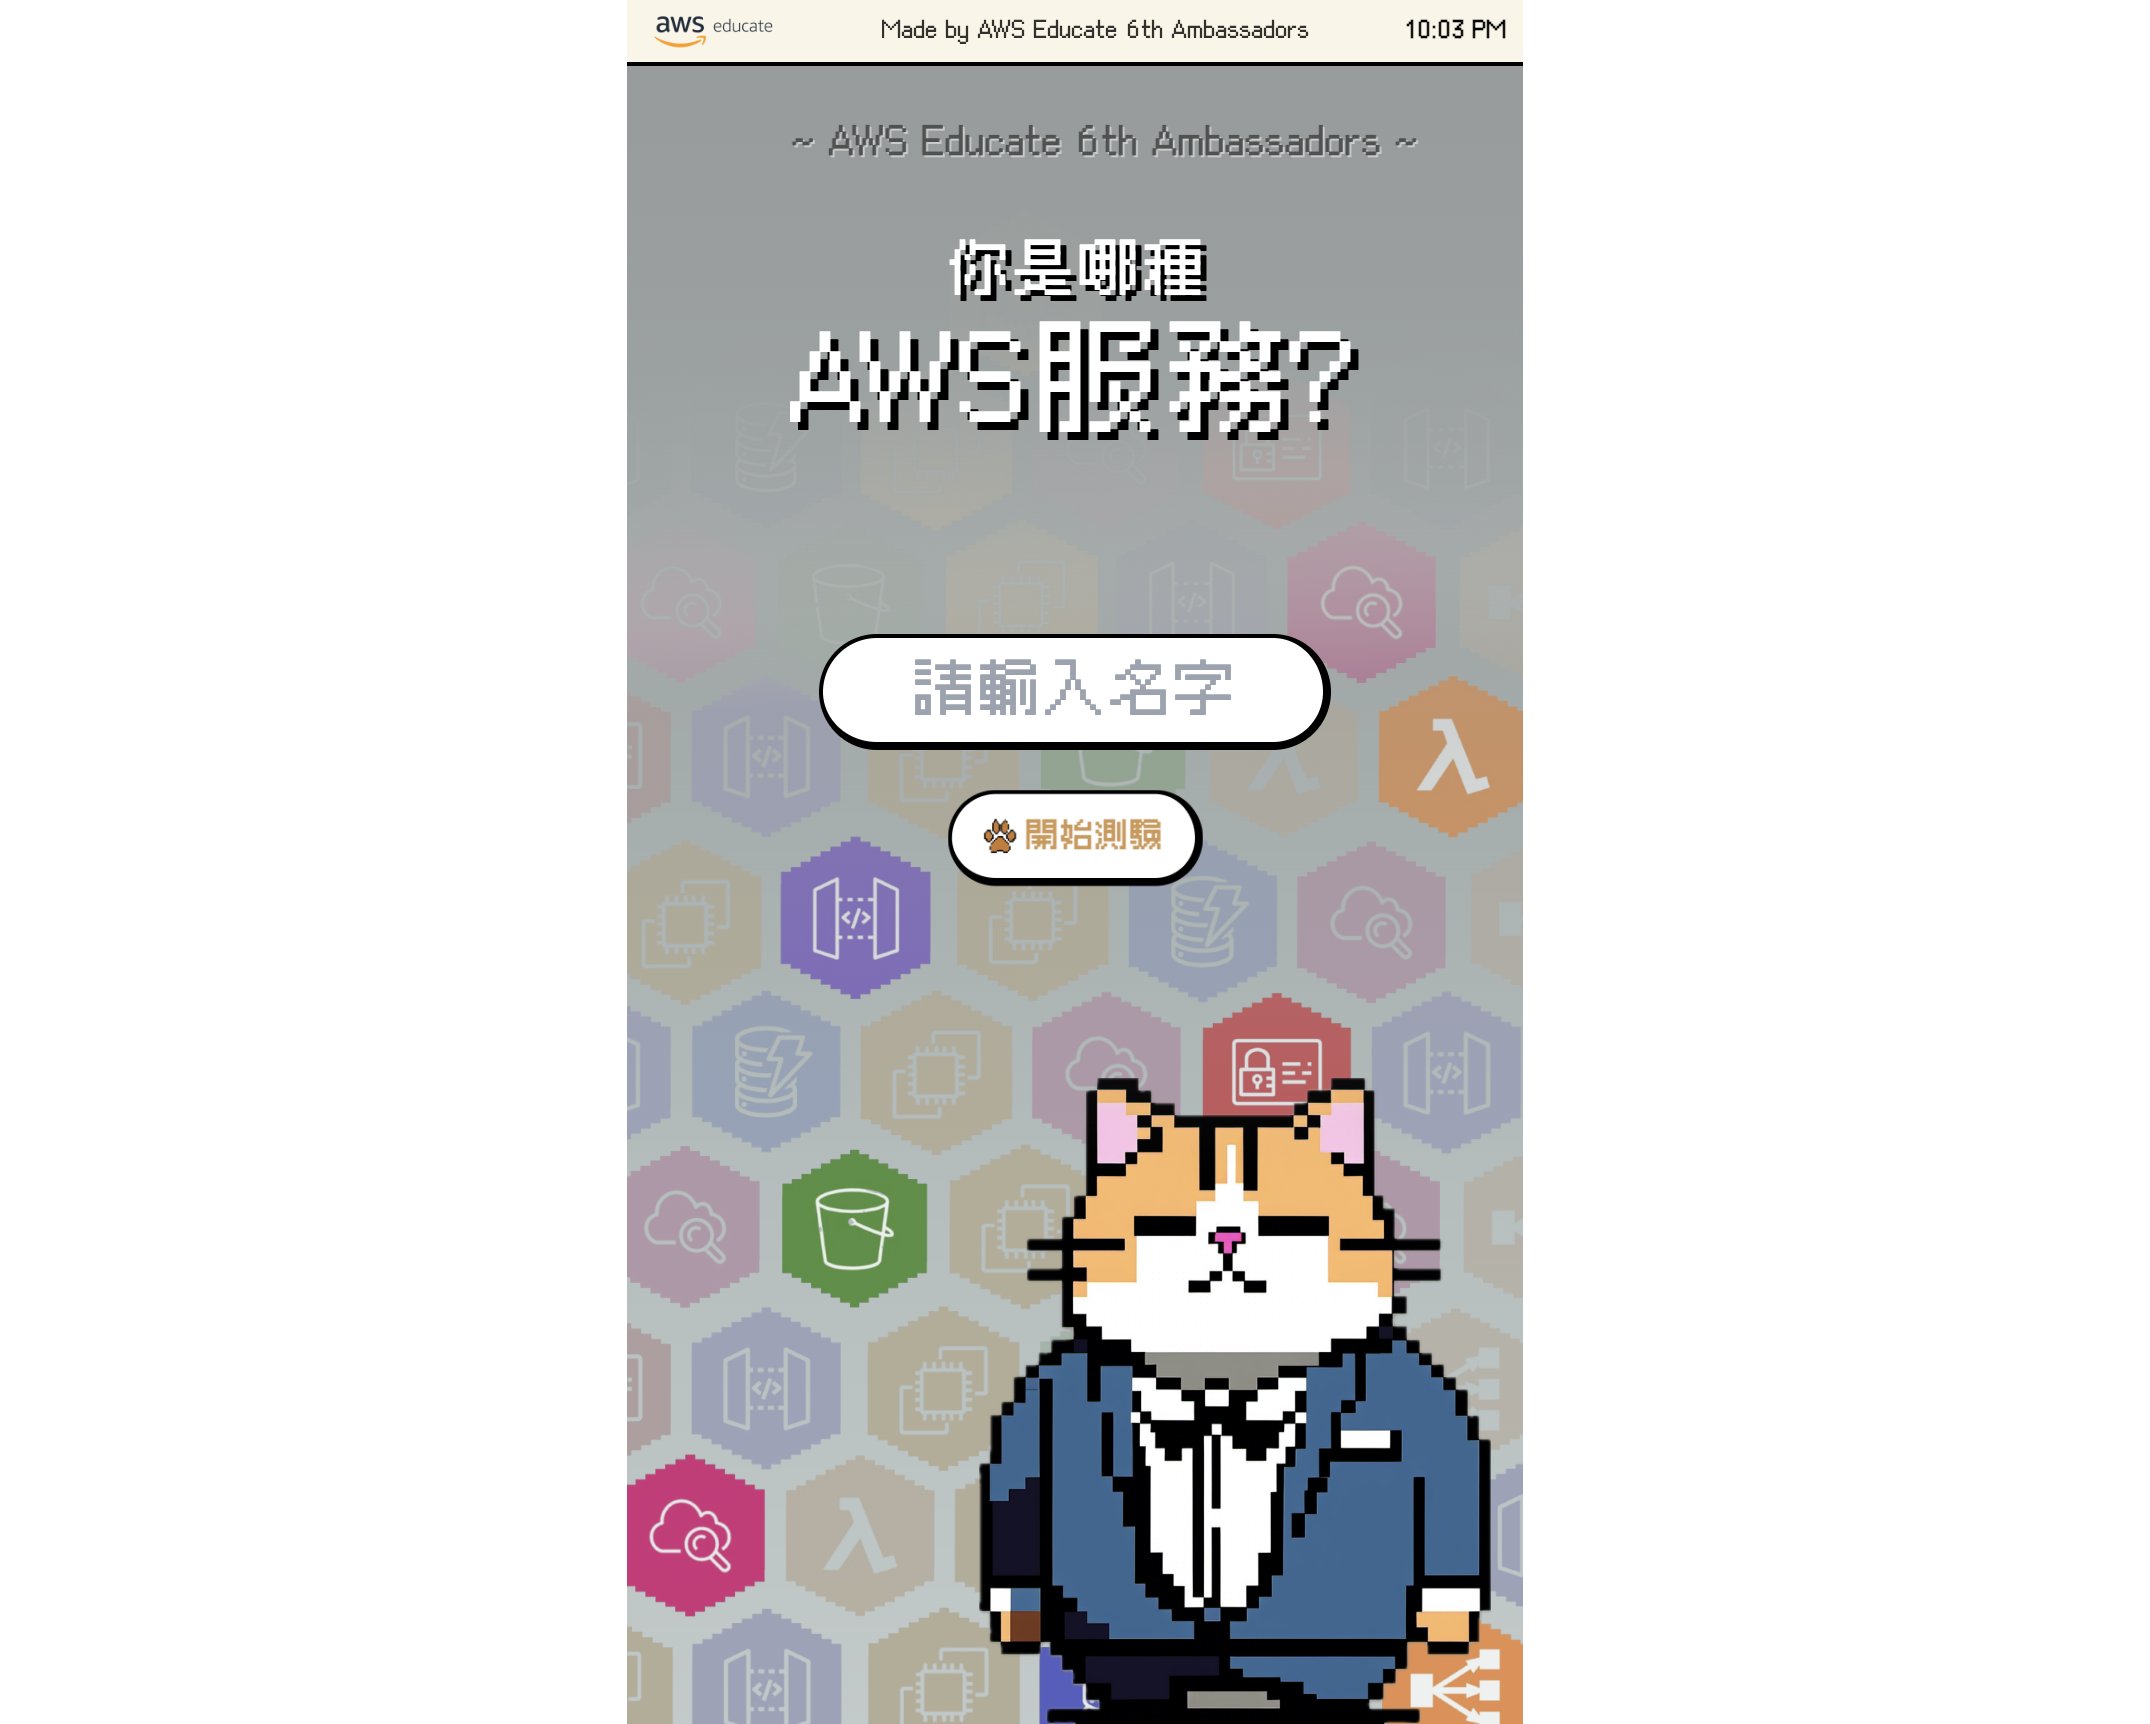 aws educate
Made by AWS Educate 6th Ambassadors
10:03 PM
~ AWS Educate 6th Ambassadors ~
你是哪種
AWS服務?
請輸入名字
開始測驗